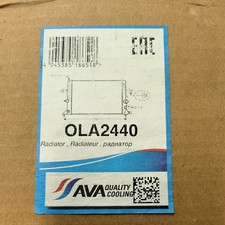 EAC
OLA2440
Radiator , Radiateur , радиатор
AVA QUALITY
COOLING